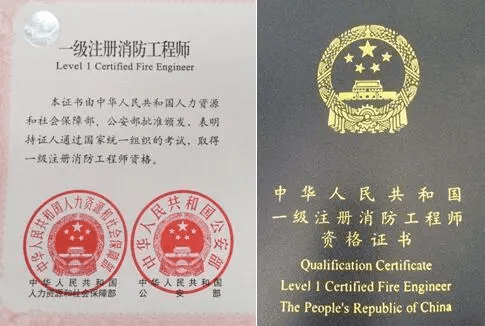 一级注册消防工程师
Level 1 Certified Fire Engineer
本证书由中华人民共和国人力资源
和社会保障部、公安部批准颁发，表明
持证人通过国家统一组织的考试，取得
一级注册消防工程师资格。
中华人民共和国人力资源和社会保障部
中华人民共和国公安部
中华人民共和国
人力资源和社会保障部
中华人民共和国
公安部
中华人民共和国
一级注册消防工程师
资格证书
Qualification Certificate
Level 1 Certified Fire Engineer
The People's Republic of China